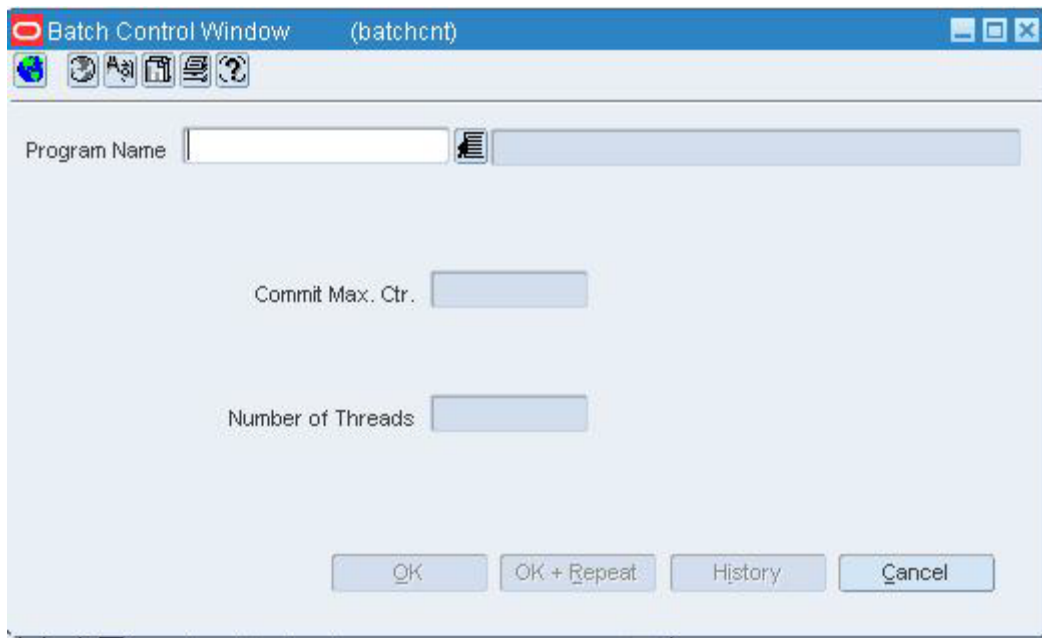 Batch Control Window (batchcnt)
Program Name
Commit Max. Ctr.
Number of Threads
OK
OK + Repeat
History
Cancel